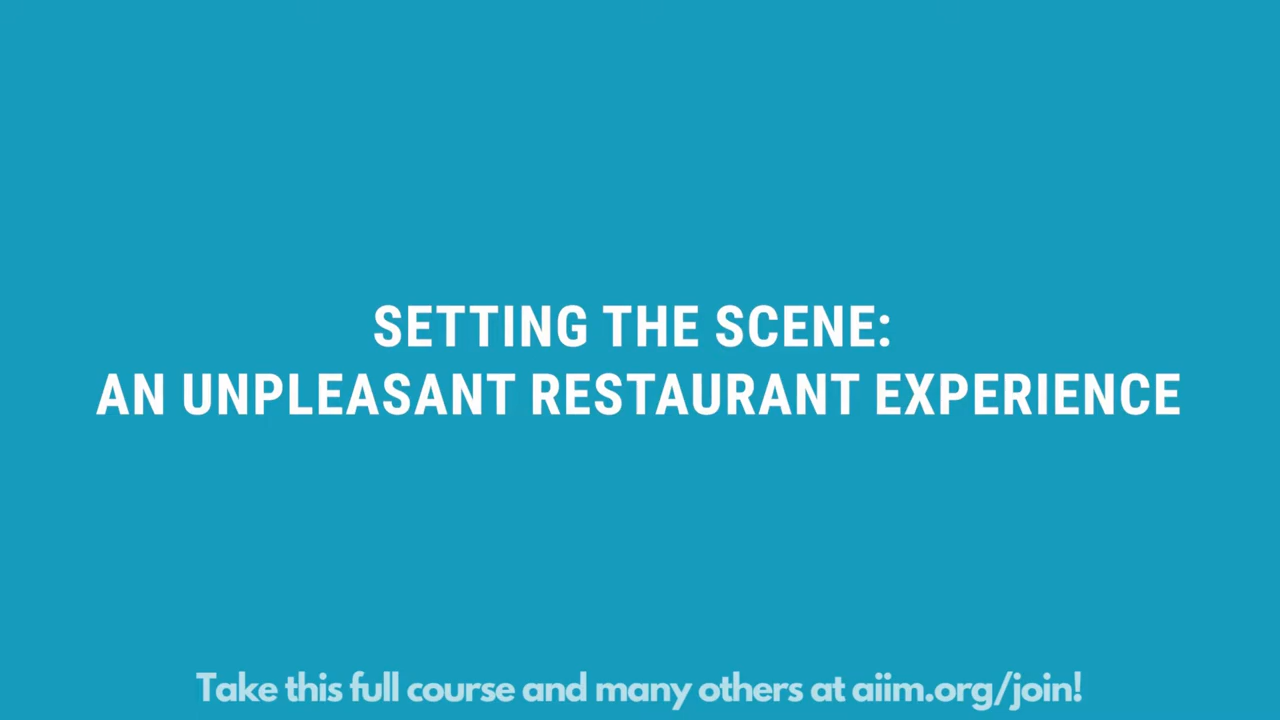 SETTING THE SCENE:
AN UNPLEASANT RESTAURANT EXPERIENCE
Take this full course and many others at aiim.org/join!